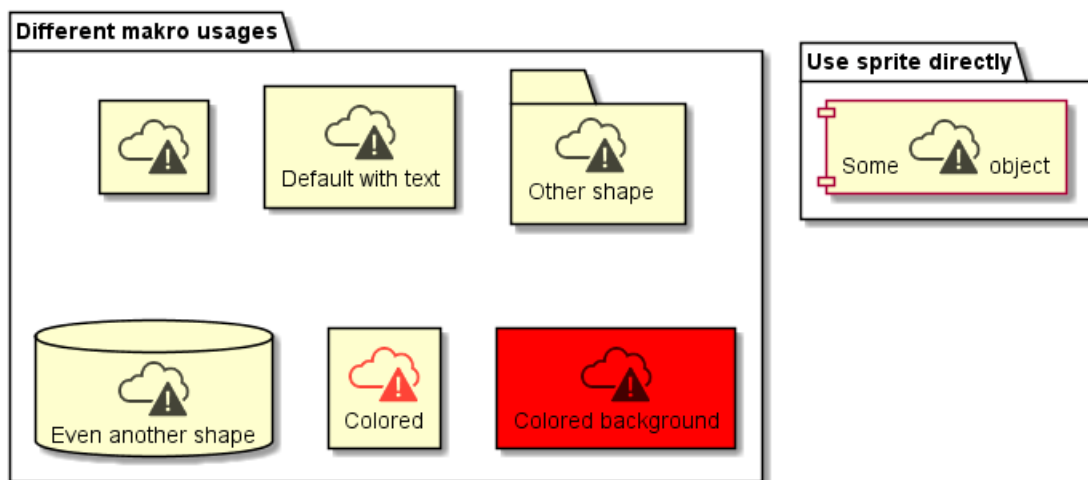 Different makro usages
Default with text
Other shape
Even another shape
Colored
Colored background
Use sprite directly
Some object